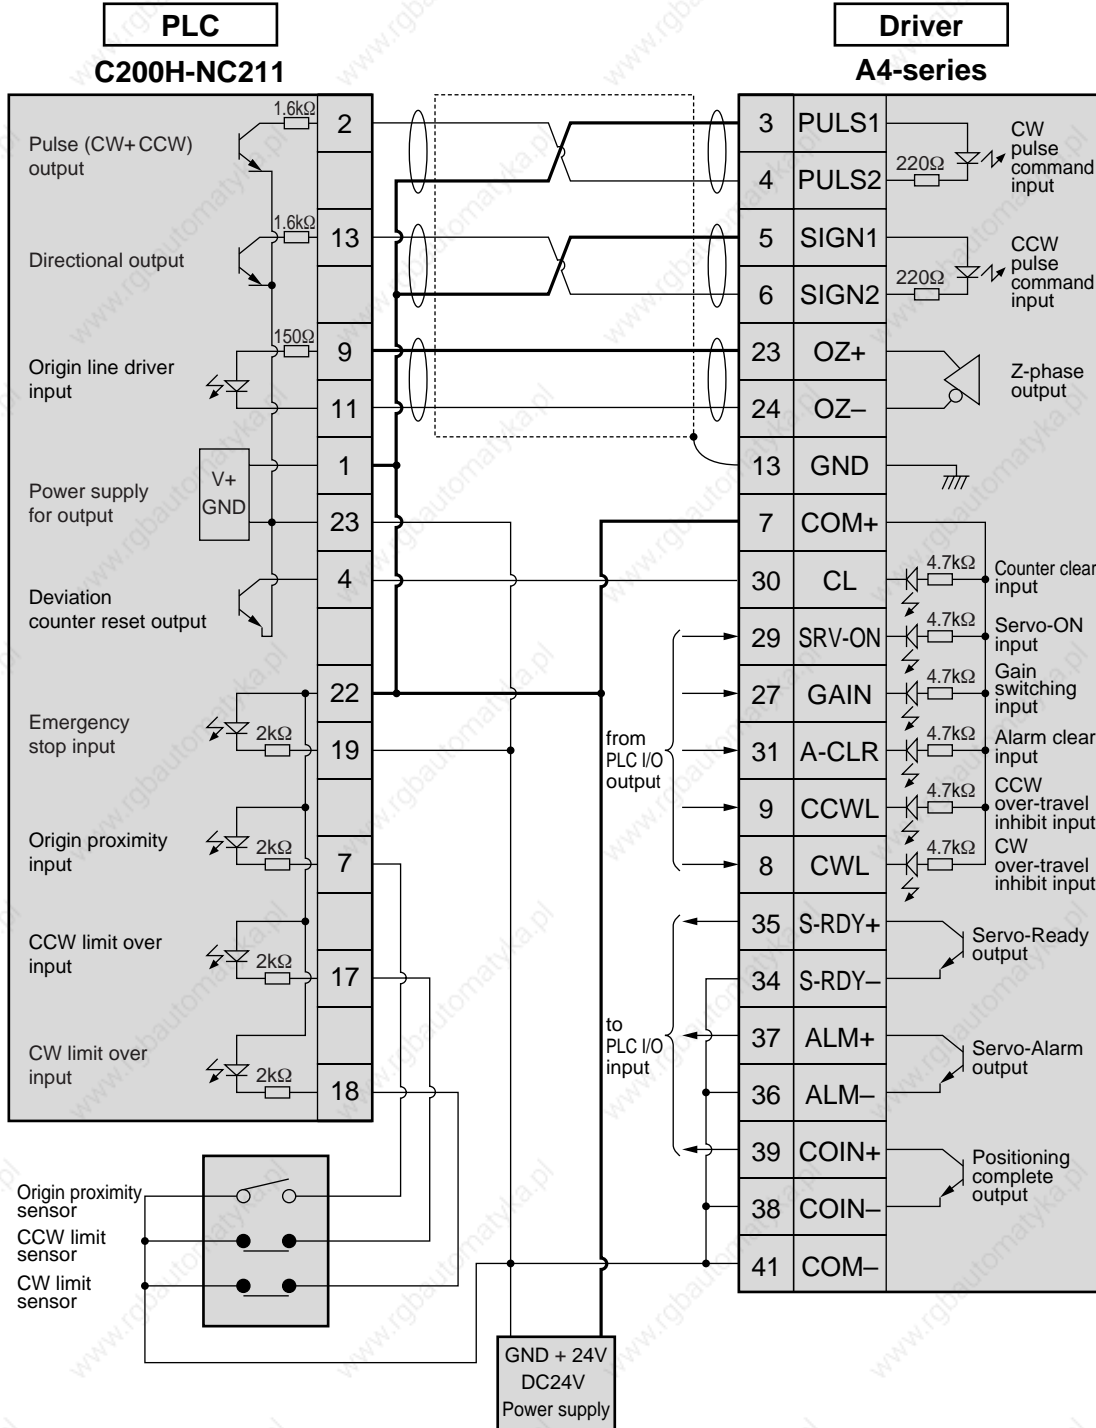 PLC
C200H-NC211
Driver
A4-series
Pulse (CW+CCW)
output
1.6kΩ
2
3
PULS1
CW
pulse
command
input
4
PULS2
220Ω
Directional output
1.6kΩ
13
5
SIGN1
CCW
pulse
command
input
6
SIGN2
220Ω
Origin line driver
input
150Ω
9
11
23
OZ+
24
OZ–
Z-phase
output
Power supply
for output
V+
GND
1
23
13
GND
7
COM+
Deviation
counter reset output
4
30
CL
4.7kΩ
Counter clear
input
29
SRV-ON
4.7kΩ
Servo-ON
input
27
GAIN
4.7kΩ
Gain
switching
input
31
A-CLR
4.7kΩ
Alarm clear
input
9
CCWL
4.7kΩ
CCW
over-travel
inhibit input
8
CWL
4.7kΩ
CW
over-travel
inhibit input
from
PLC I/O
output
Emergency
stop input
22
2kΩ
19
Origin proximity
input
2kΩ
7
CCW limit over
input
2kΩ
17
CW limit over
input
2kΩ
18
to
PLC I/O
input
35
S-RDY+
34
S-RDY–
Servo-Ready
output
37
ALM+
36
ALM–
Servo-Alarm
output
39
COIN+
38
COIN–
Positioning
complete
output
41
COM–
Origin proximity
sensor
CCW limit
sensor
CW limit
sensor
GND + 24V
DC24V
Power supply
www.rgbautomatyka.pl